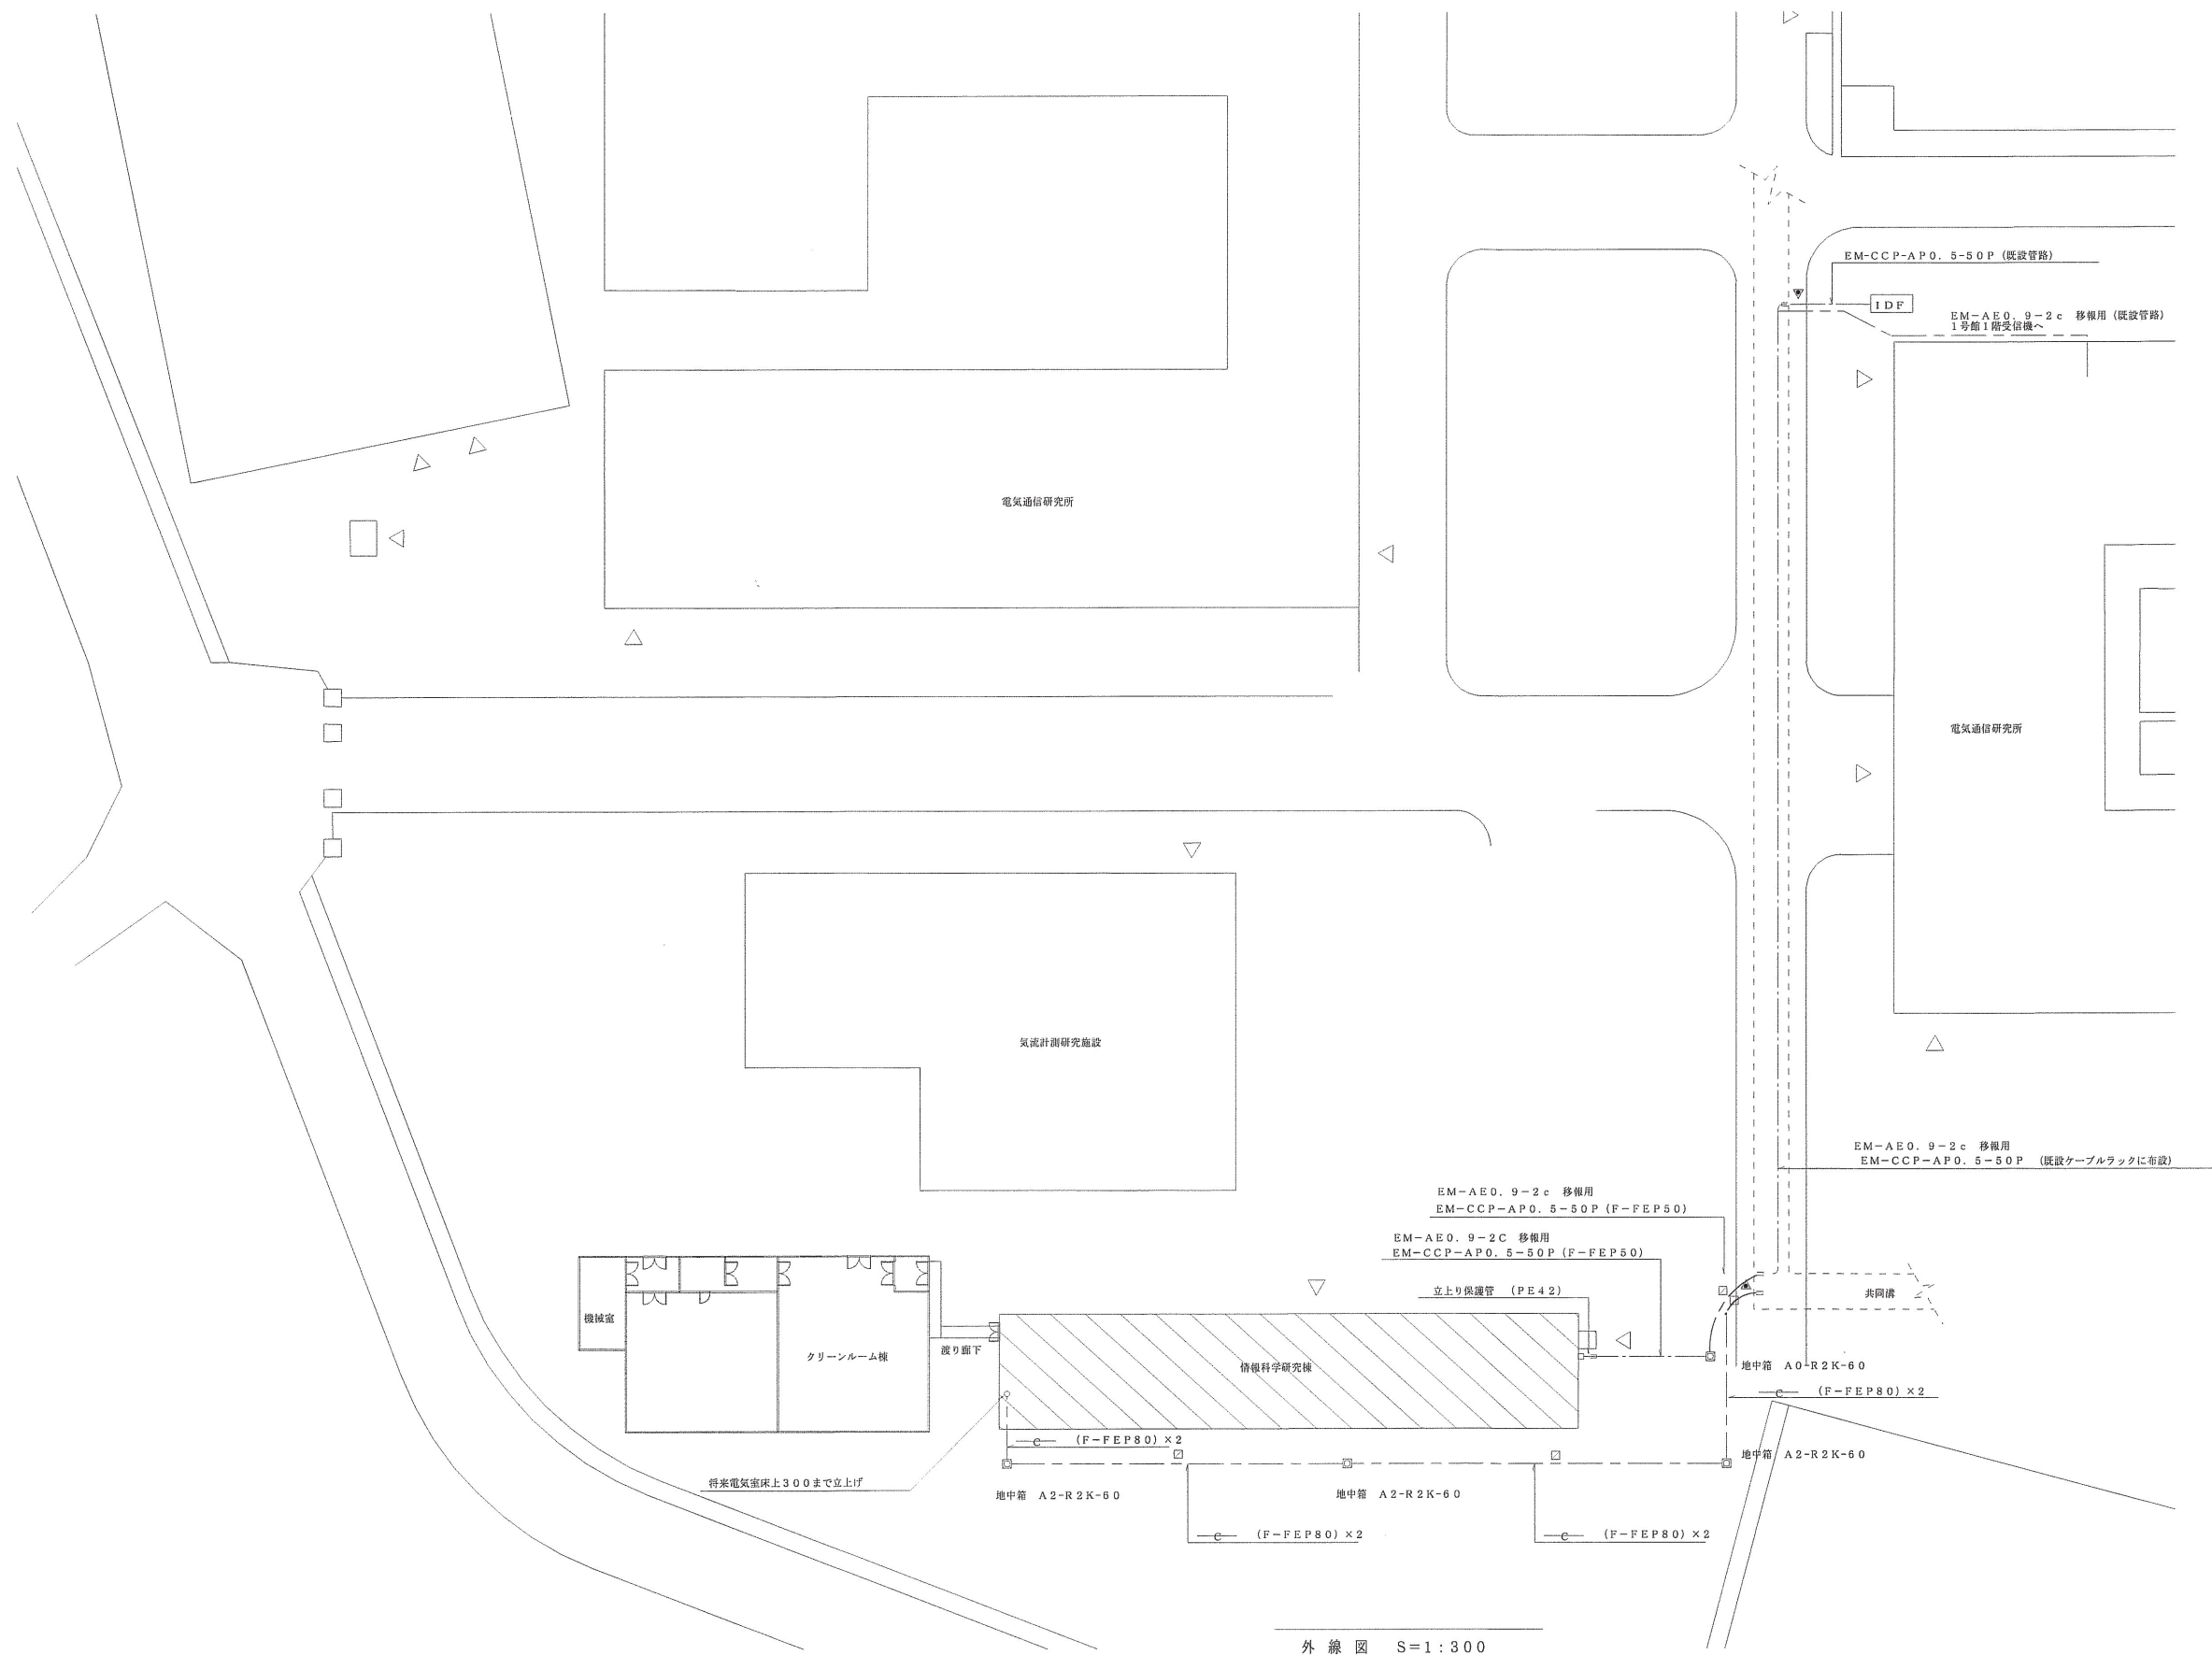 EM-CCP-AP0.5-50P (既設管路)
IDF
EM-AE0.9-2c 移報用 (既設管路)
1号館1階受信機へ
電気通信研究所
電気通信研究所
気流計測研究施設
EM-AE0.9-2c 移報用
EM-CCP-AP0.5-50P (既設ケーブルラックに布設)
EM-AE0.9-2c 移報用
EM-CCP-AP0.5-50P (F-FEP50)
EM-AE0.9-2C 移報用
EM-CCP-AP0.5-50P (F-FEP50)
立上り保護管 (PE42)
共同溝
機械室
クリーンルーム棟
渡り廊下
情報科学研究棟
地中箱 A0-R2K-60
C (F-FEP80)×2
C (F-FEP80)×2
地中箱 A2-R2K-60
将来電気室床上300まで立上げ
地中箱 A2-R2K-60
地中箱 A2-R2K-60
C (F-FEP80)×2
C (F-FEP80)×2
外線図 S=1:300